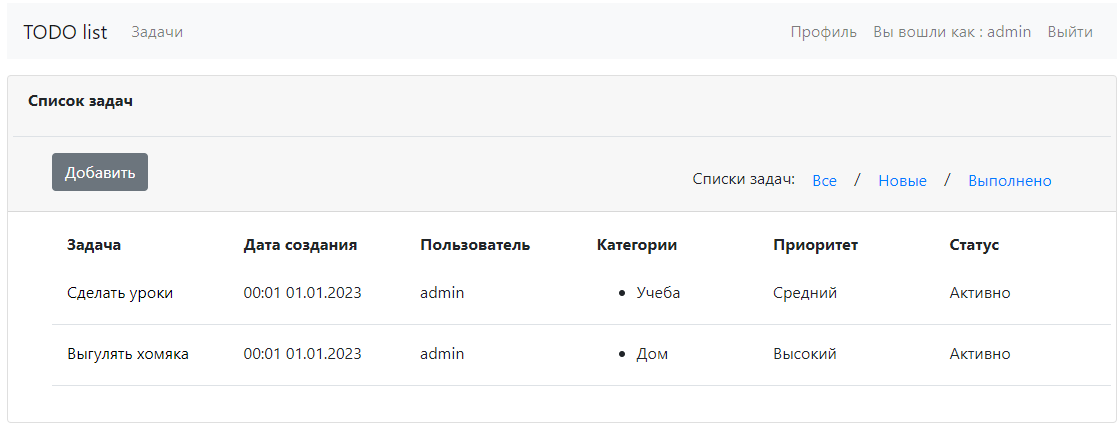 TODO list Задачи Профиль Вы вошли как : admin Выйти
Список задач
Добавить Списки задач: Все / Новые / Выполнено
Задача Дата создания Пользователь Категории Приоритет Статус
Сделать уроки 00:01 01.01.2023 admin • Учеба Средний Активно
Выгулять хомяка 00:01 01.01.2023 admin • Дом Высокий Активно